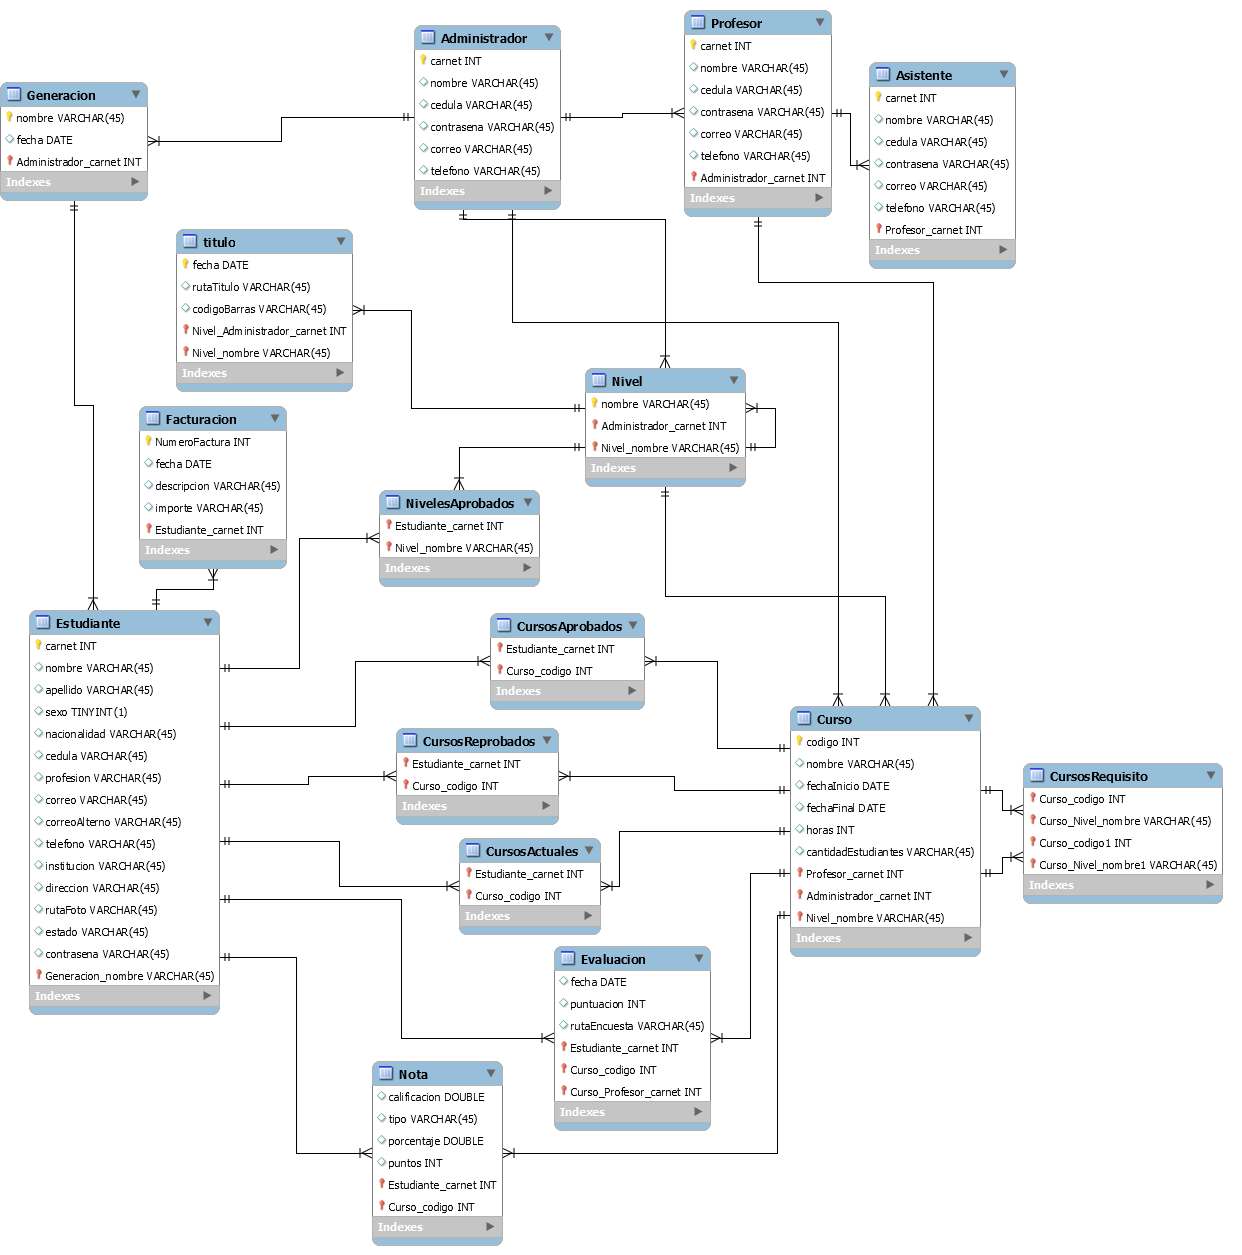 Administrador
carnet INT
nombre VARCHAR(45)
cedula VARCHAR(45)
contrasena VARCHAR(45)
correo VARCHAR(45)
telefono VARCHAR(45)
Indexes
Profesor
carnet INT
nombre VARCHAR(45)
cedula VARCHAR(45)
contrasena VARCHAR(45)
correo VARCHAR(45)
telefono VARCHAR(45)
Administrador_carnet INT
Indexes
Asistente
carnet INT
nombre VARCHAR(45)
cedula VARCHAR(45)
contrasena VARCHAR(45)
correo VARCHAR(45)
telefono VARCHAR(45)
Profesor_carnet INT
Indexes
Generacion
nombre VARCHAR(45)
fecha DATE
Administrador_carnet INT
Indexes
titulo
fecha DATE
rutaTitulo VARCHAR(45)
codigoBarras VARCHAR(45)
Nivel_Administrador_carnet INT
Nivel_nombre VARCHAR(45)
Indexes
Nivel
nombre VARCHAR(45)
Administrador_carnet INT
Nivel_nombre VARCHAR(45)
Indexes
Facturacion
NumeroFactura INT
fecha DATE
descripcion VARCHAR(45)
importe VARCHAR(45)
Estudiante_carnet INT
Indexes
NivelesAprobados
Estudiante_carnet INT
Nivel_nombre VARCHAR(45)
Indexes
Estudiante
carnet INT
nombre VARCHAR(45)
apellido VARCHAR(45)
sexo TINYINT(1)
nacionalidad VARCHAR(45)
cedula VARCHAR(45)
profesion VARCHAR(45)
correo VARCHAR(45)
correoAlterno VARCHAR(45)
telefono VARCHAR(45)
institucion VARCHAR(45)
direccion VARCHAR(45)
rutaFoto VARCHAR(45)
estado VARCHAR(45)
contrasena VARCHAR(45)
Generacion_nombre VARCHAR(45)
Indexes
CursosAprobados
Estudiante_carnet INT
Curso_codigo INT
Indexes
CursosReprobados
Estudiante_carnet INT
Curso_codigo INT
Indexes
CursosActuales
Estudiante_carnet INT
Curso_codigo INT
Indexes
Curso
codigo INT
nombre VARCHAR(45)
fechaInicio DATE
fechaFinal DATE
horas INT
cantidadEstudiantes VARCHAR(45)
Profesor_carnet INT
Administrador_carnet INT
Nivel_nombre VARCHAR(45)
Indexes
CursosRequisito
Curso_codigo INT
Curso_Nivel_nombre VARCHAR(45)
Curso_codigo1 INT
Curso_Nivel_nombre1 VARCHAR(45)
Indexes
Evaluacion
fecha DATE
puntuacion INT
rutaEncuesta VARCHAR(45)
Estudiante_carnet INT
Curso_codigo INT
Curso_Profesor_carnet INT
Indexes
Nota
calificacion DOUBLE
tipo VARCHAR(45)
porcentaje DOUBLE
puntos INT
Estudiante_carnet INT
Curso_codigo INT
Indexes